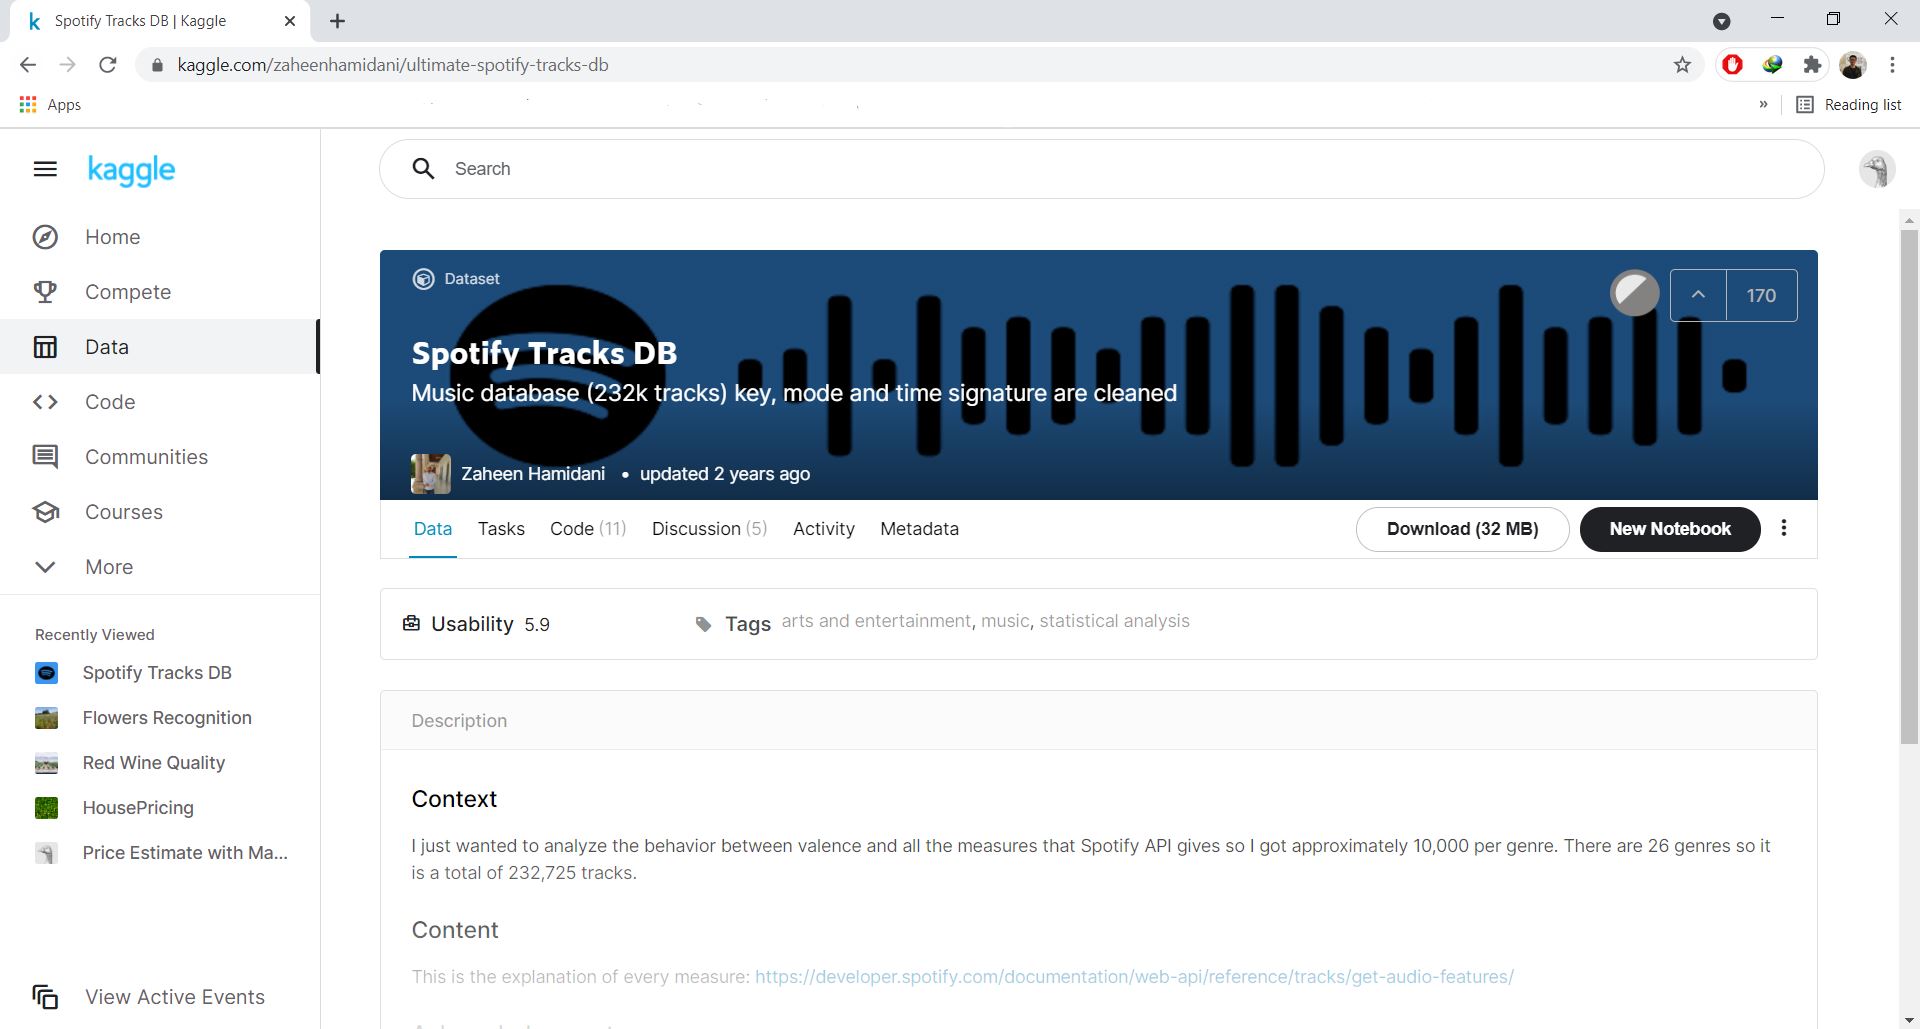 Spotify Tracks DB | Kaggle
kaggle.com/zaheenhamidani/ultimate-spotify-tracks-db
Apps
»
Reading list
kaggle
Search
Home
Compete
Data
Code
Communities
Courses
More
Recently Viewed
Spotify Tracks DB
Flowers Recognition
Red Wine Quality
HousePricing
Price Estimate with Ma...
View Active Events
Dataset
170
Spotify Tracks DB
Music database (232k tracks) key, mode and time signature are cleaned
Zaheen Hamidani • updated 2 years ago
Data Tasks Code (11) Discussion (5) Activity Metadata
Download (32 MB) New Notebook
Usability 5.9
Tags arts and entertainment, music, statistical analysis
Description
Context
I just wanted to analyze the behavior between valence and all the measures that Spotify API gives so I got approximately 10,000 per genre. There are 26 genres so it
is a total of 232,725 tracks.
Content
This is the explanation of every measure: https://developer.spotify.com/documentation/web-api/reference/tracks/get-audio-features/